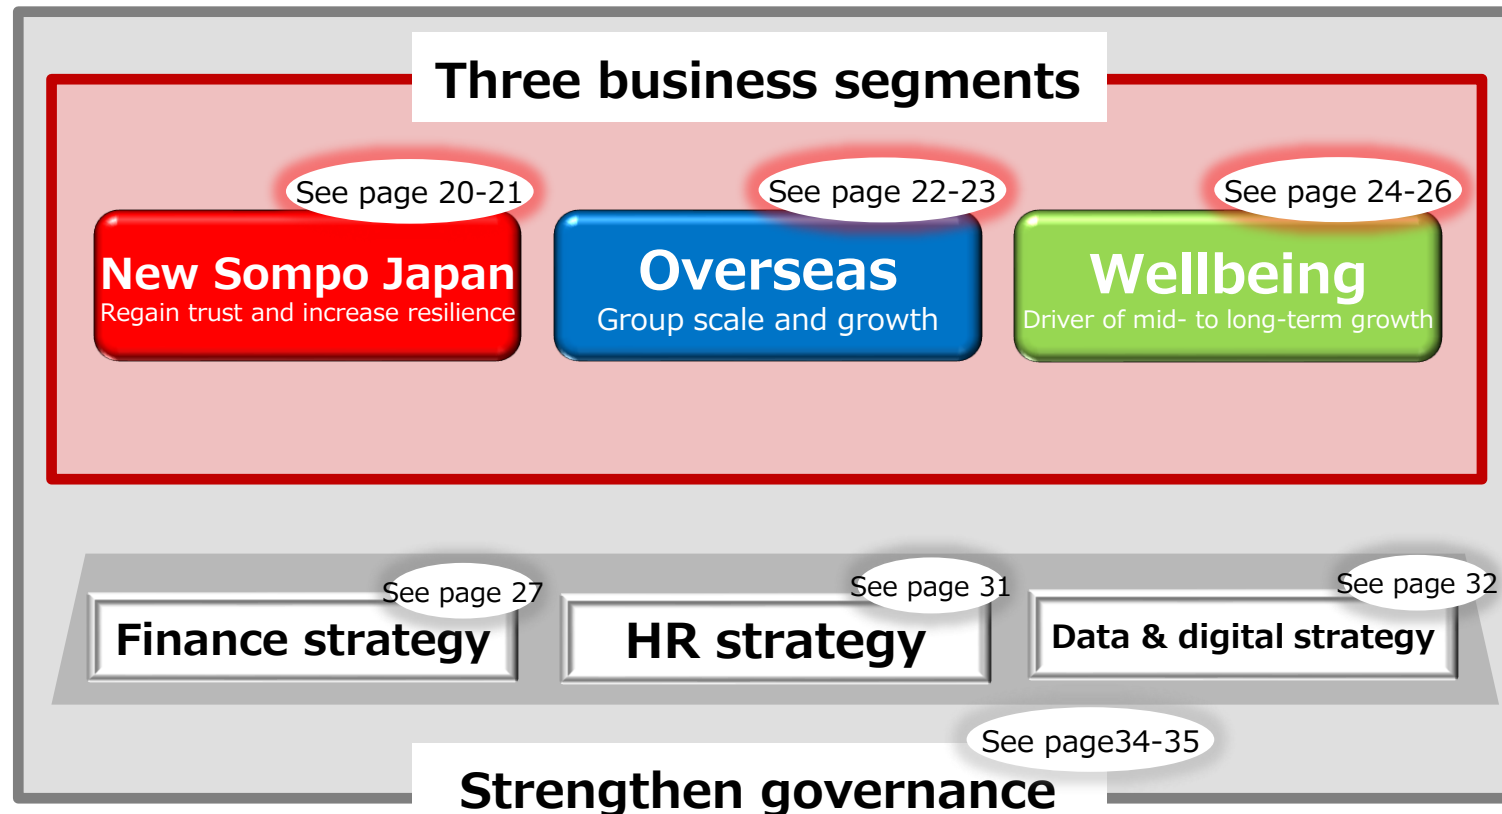 Three business segments
See page 20-21
New Sompo Japan
Regain trust and increase resilience
See page 22-23
Overseas
Group scale and growth
See page 24-26
Wellbeing
Driver of mid- to long-term growth
See page 27
Finance strategy
See page 31
HR strategy
See page 32
Data & digital strategy
See page34-35
Strengthen governance